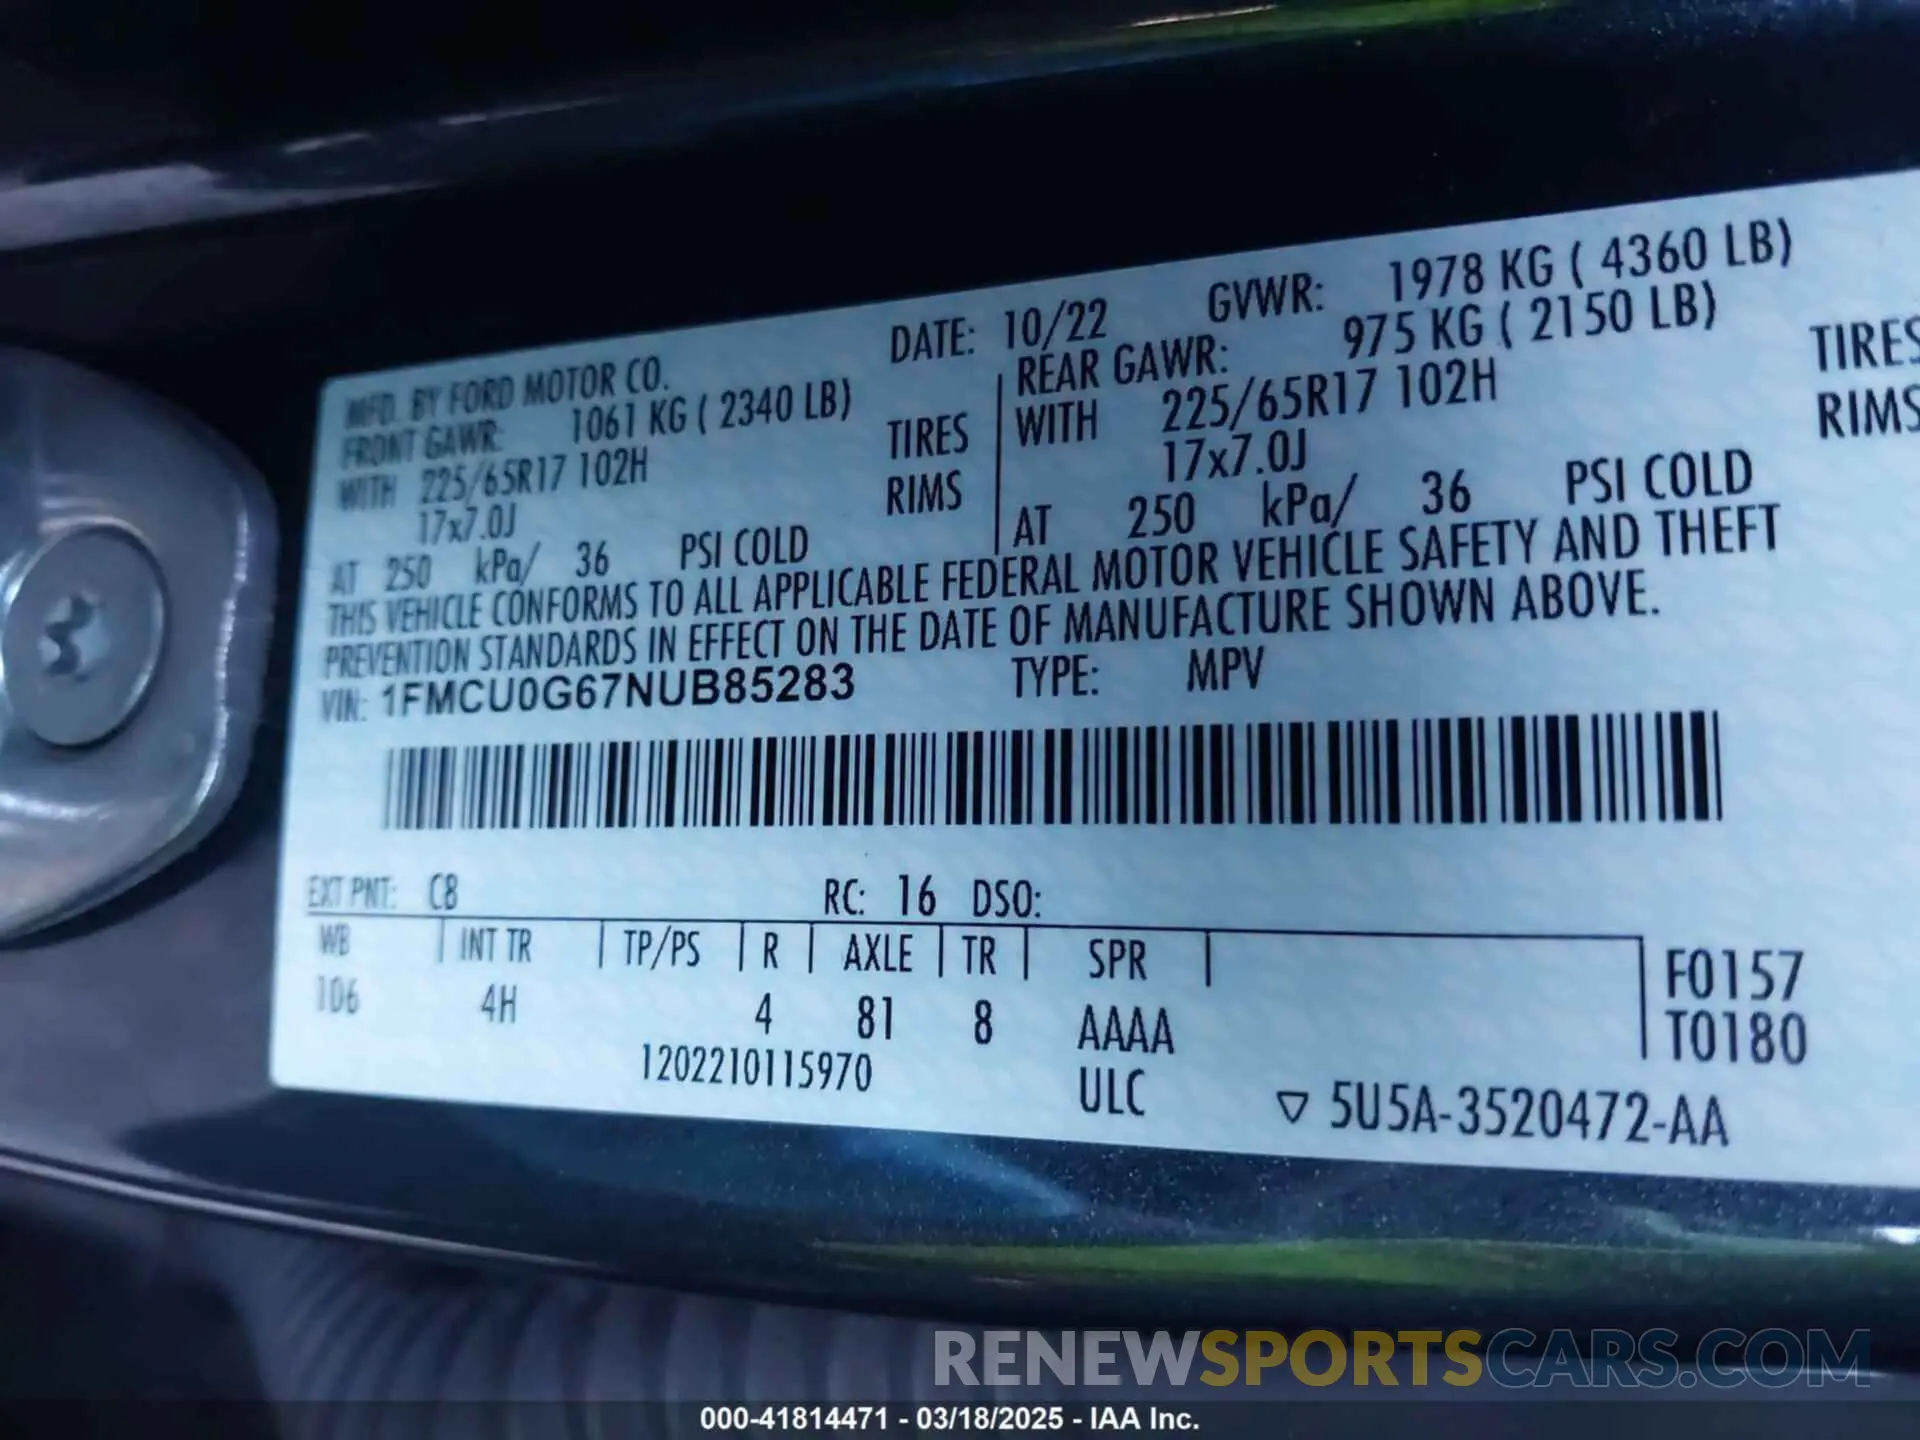 MFD. BY FORD MOTOR CO. DATE: 10/22 GVWR: 1978 KG ( 4360 LB)
FRONT GAWR: 1061 KG ( 2340 LB) REAR GAWR: 975 KG ( 2150 LB)
WITH 225/65R17 102H TIRES WITH 225/65R17 102H TIRES
17x7.0J RIMS 17x7.0J RIMS
AT 250 kPa/ 36 PSI COLD AT 250 kPa/ 36 PSI COLD
THIS VEHICLE CONFORMS TO ALL APPLICABLE FEDERAL MOTOR VEHICLE SAFETY AND THEFT
PREVENTION STANDARDS IN EFFECT ON THE DATE OF MANUFACTURE SHOWN ABOVE.
VIN: 1FMCU0G67NUB85283 TYPE: MPV
EXT PNT: C8 RC: 16 DSO:
WB INT TR TP/PS R AXLE TR SPR F0157
106 4H 4 81 8 AAAA T0180
1202210115970 ULC ▽ 5U5A-3520472-AA
RENEWSPORTSCARS.COM
000-41814471 - 03/18/2025 - IAA Inc.